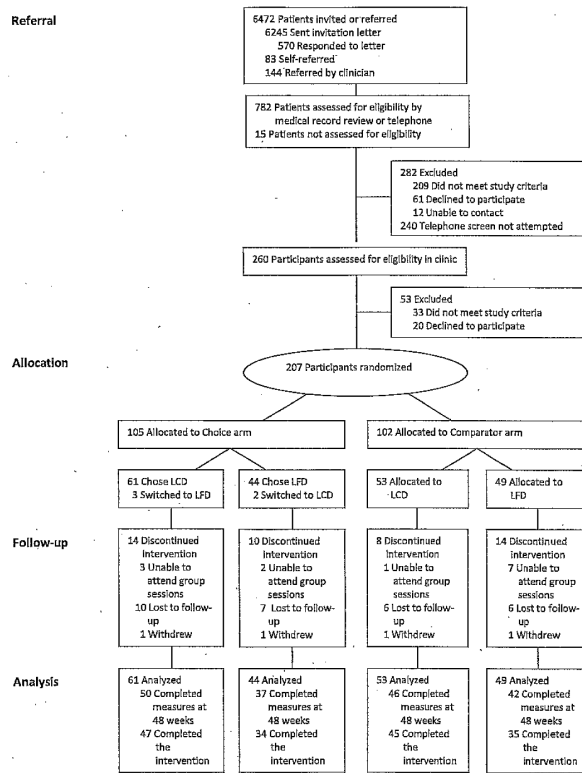 Referral
6472 Patients invited or referred
6245 Sent invitation letter
570 Responded to letter
83 Self-referred
144 Referred by clinician
782 Patients assessed for eligibility by
medical record review or telephone
15 Patients not assessed for eligibility
282 Excluded
209 Did not meet study criteria
61 Declined to participate
12 Unable to contact
240 Telephone screen not attempted
260 Participants assessed for eligibility in clinic
53 Excluded
33 Did not meet study criteria
20 Declined to participate
Allocation
207 Participants randomized
105 Allocated to Choice arm
102 Allocated to Comparator arm
61 Chose LCD
3 Switched to LFD
44 Chose LFD
2 Switched to LCD
53 Allocated to
LCD
49 Allocated to
LFD
Follow-up
14 Discontinued
intervention
3 Unable to
attend group
sessions
10 Lost to follow-
up
1 Withdrew
10 Discontinued
intervention
2 Unable to
attend group
sessions
7 Lost to follow-
up
1 Withdrew
8 Discontinued
intervention
1 Unable to
attend group
sessions
6 Lost to follow-
up
1 Withdrew
14 Discontinued
intervention
7 Unable to
attend group
sessions
6 Lost to follow-
up
1 Withdrew
Analysis
61 Analyzed
50 Completed
measures at
48 weeks
47 Completed
the
intervention
44 Analyzed
37 Completed
measures at
48 weeks
34 Completed
the
intervention
53 Analyzed
46 Completed
measures at
48 weeks
45 Completed
the
intervention
49 Analyzed
42 Completed
measures at
48 weeks
35 Completed
the
intervention